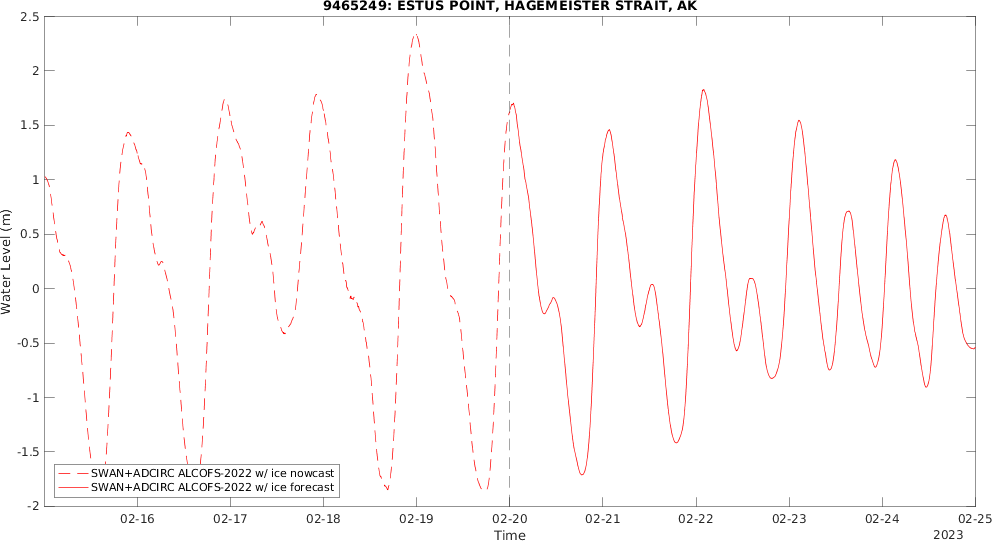 9465249: ESTUS POINT, HAGEMEISTER STRAIT, AK
2.5
2
1.5
1
0.5
0
-0.5
-1
-1.5
-2
Water Level (m)
SWAN+ADCIRC ALCOFS-2022 w/ ice nowcast
SWAN+ADCIRC ALCOFS-2022 w/ ice forecast
02-16 02-17 02-18 02-19 02-20 02-21 02-22 02-23 02-24 02-25
Time
2023